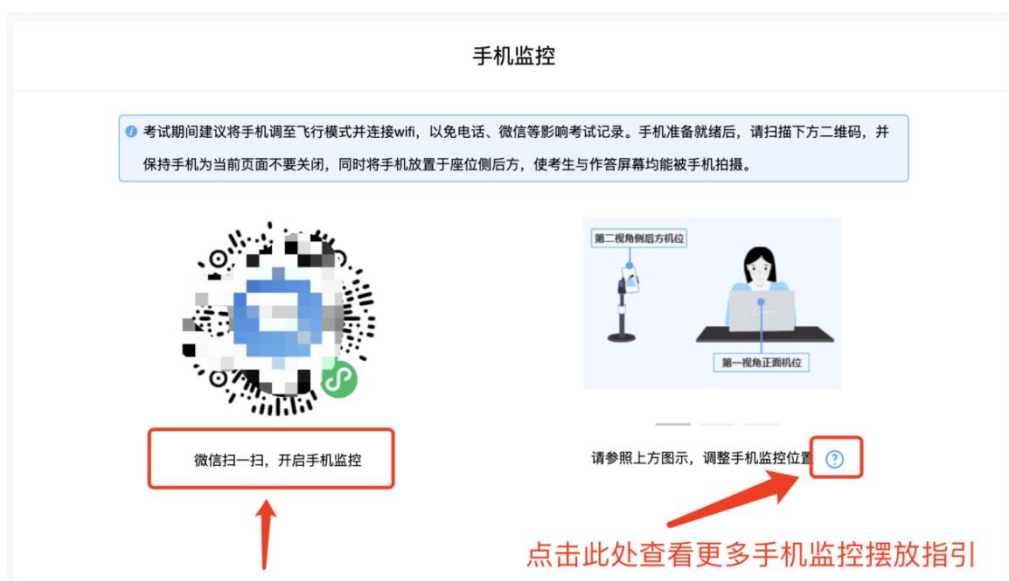 手机监控
考试期间建议将手机调至飞行模式并连接wifi，以免电话、微信等影响考试记录。手机准备就绪后，请扫描下方二维码，并
保持手机为当前页面不要关闭，同时将手机放置于座位侧后方，使考生与作答屏幕均能被手机拍摄。
第二视角侧后方机位
第一视角正面机位
微信扫一扫，开启手机监控
请参照上方图示，调整手机监控位置
点击此处查看更多手机监控摆放指引